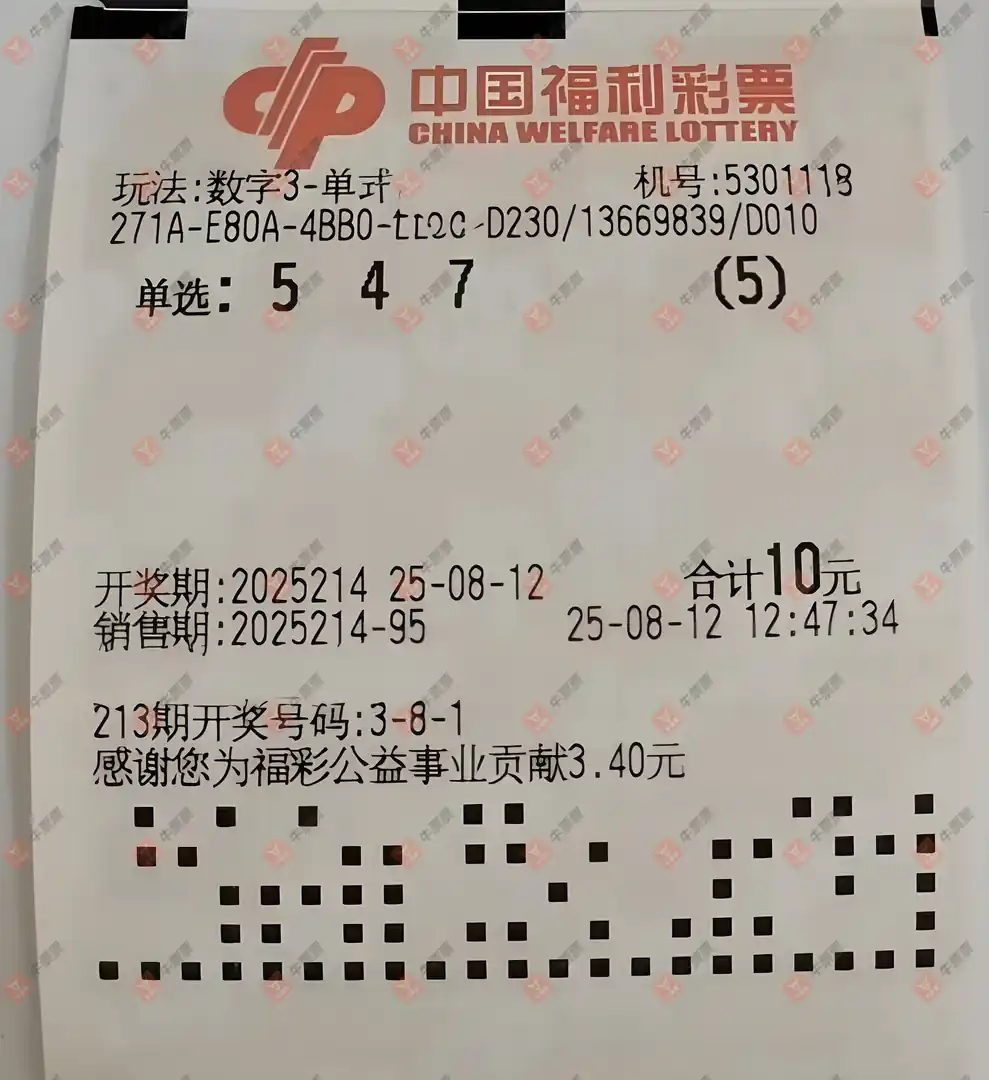 中国福利彩票
CHINA WELFARE LOTTERY
玩法:数字3-单式
机号:5301118
271A-E80A-4BB0- -D230/13669839/D010
单选: 5 4 7 (5)
开奖期:2025214 25-08-12 合计10元
销售期:2025214-95 25-08-12 12:47:34
213期开奖号码:3-8-1
感谢您为福彩公益事业贡献3.40元